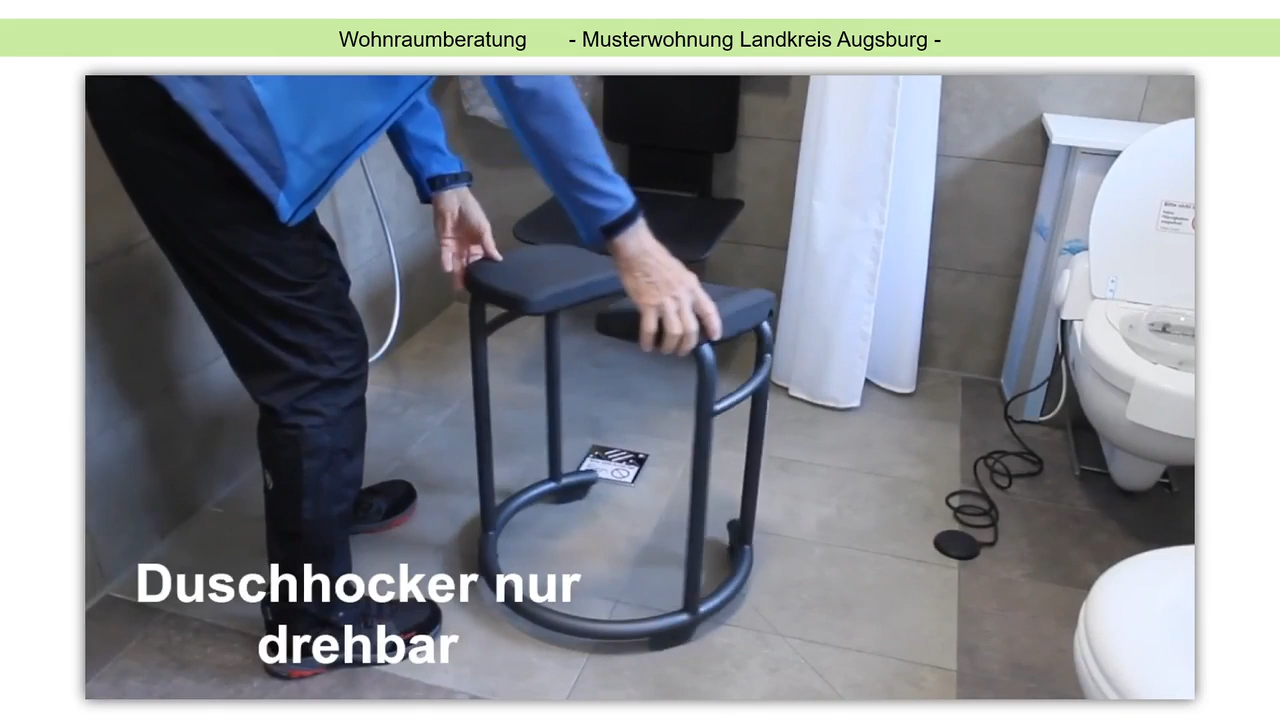 Wohnraumberatung - Musterwohnung Landkreis Augsburg -
Duschhocker nur
drehbar